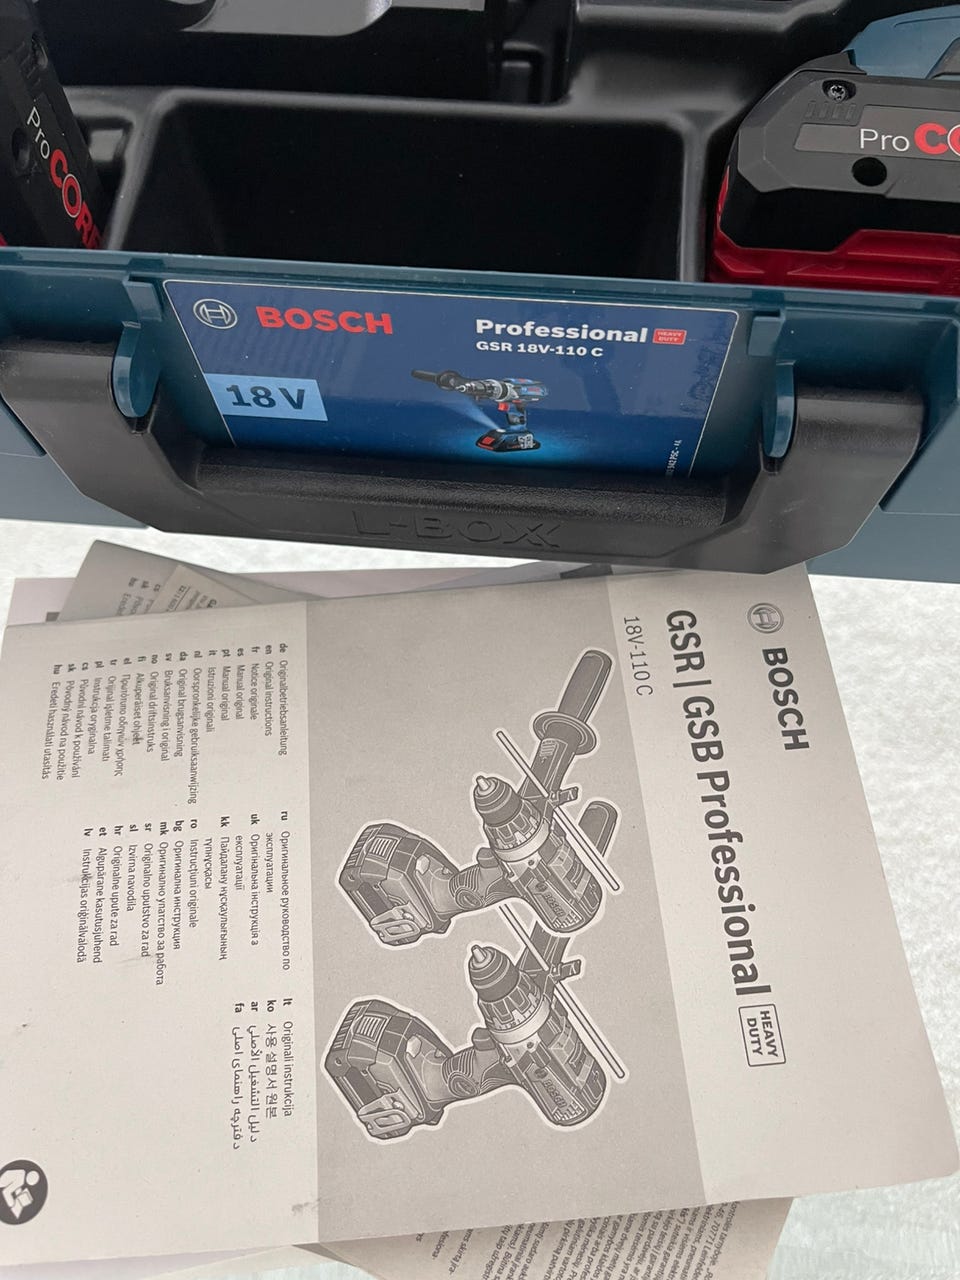 Pro CORE
Pro CO
BOSCH
Professional HEAVY DUTY
GSR 18V-110 C
18 V
L-BOXX
BOSCH
GSR | GSB Professional HEAVY DUTY
18V-110 C
BOSCH
BOSCH
de Originalbetriebsanleitung
en Original instructions
fr Notice originale
es Manual original
pt Manual original
it Istruzioni originali
nl Oorspronkelijke gebruiksaanwijzing
da Original brugsanvisning
sv Bruksanvisning i original
no Original driftsinstruks
fi Alkuperäiset ohjeet
el Πρωτότυπο οδηγιών χρήσης
tr Orijinal işletme talimatı
pl Instrukcja oryginalna
cs Původní návod k používání
sk Pôvodný návod na použitie
hu Eredeti használati utasítás
ru Оригинальное руководство по
эксплуатации
uk Оригінальна інструкція з
експлуатації
kk Пайдалану нұсқаулығының
түпнұсқасы
ro Instrucțiuni originale
bg Оригинална инструкция
mk Оригинално упатство за работа
sr Originalno uputstvo za rad
sl Izvirna navodila
hr Originalne upute za rad
et Algupärane kasutusjuhend
lv Instrukcijas oriģinālvalodā
lt Originali instrukcija
ko 사용 설명서 원본
ar دليل التشغيل الأصلي
fa دفترچه راهنمای اصلی